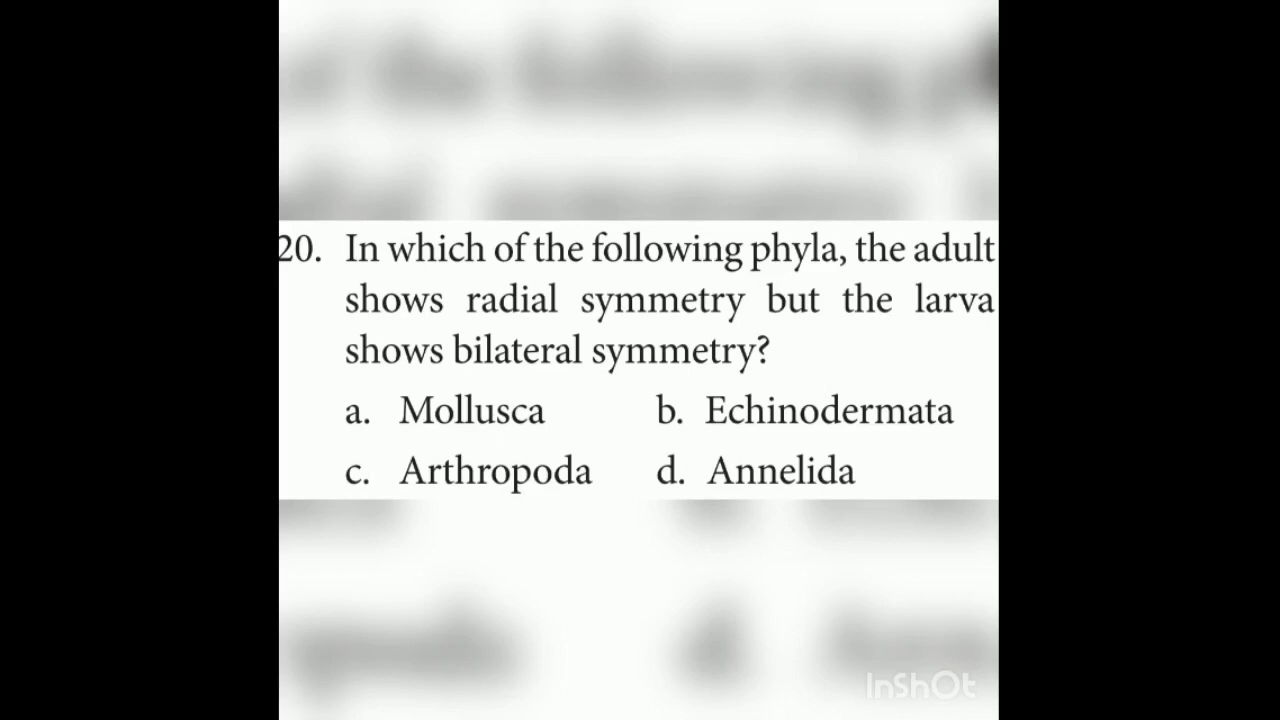 20. In which of the following phyla, the adult
shows radial symmetry but the larva
shows bilateral symmetry?
a. Mollusca b. Echinodermata
c. Arthropoda d. Annelida
InShOt